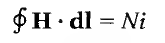 ∮ H · dl = Ni